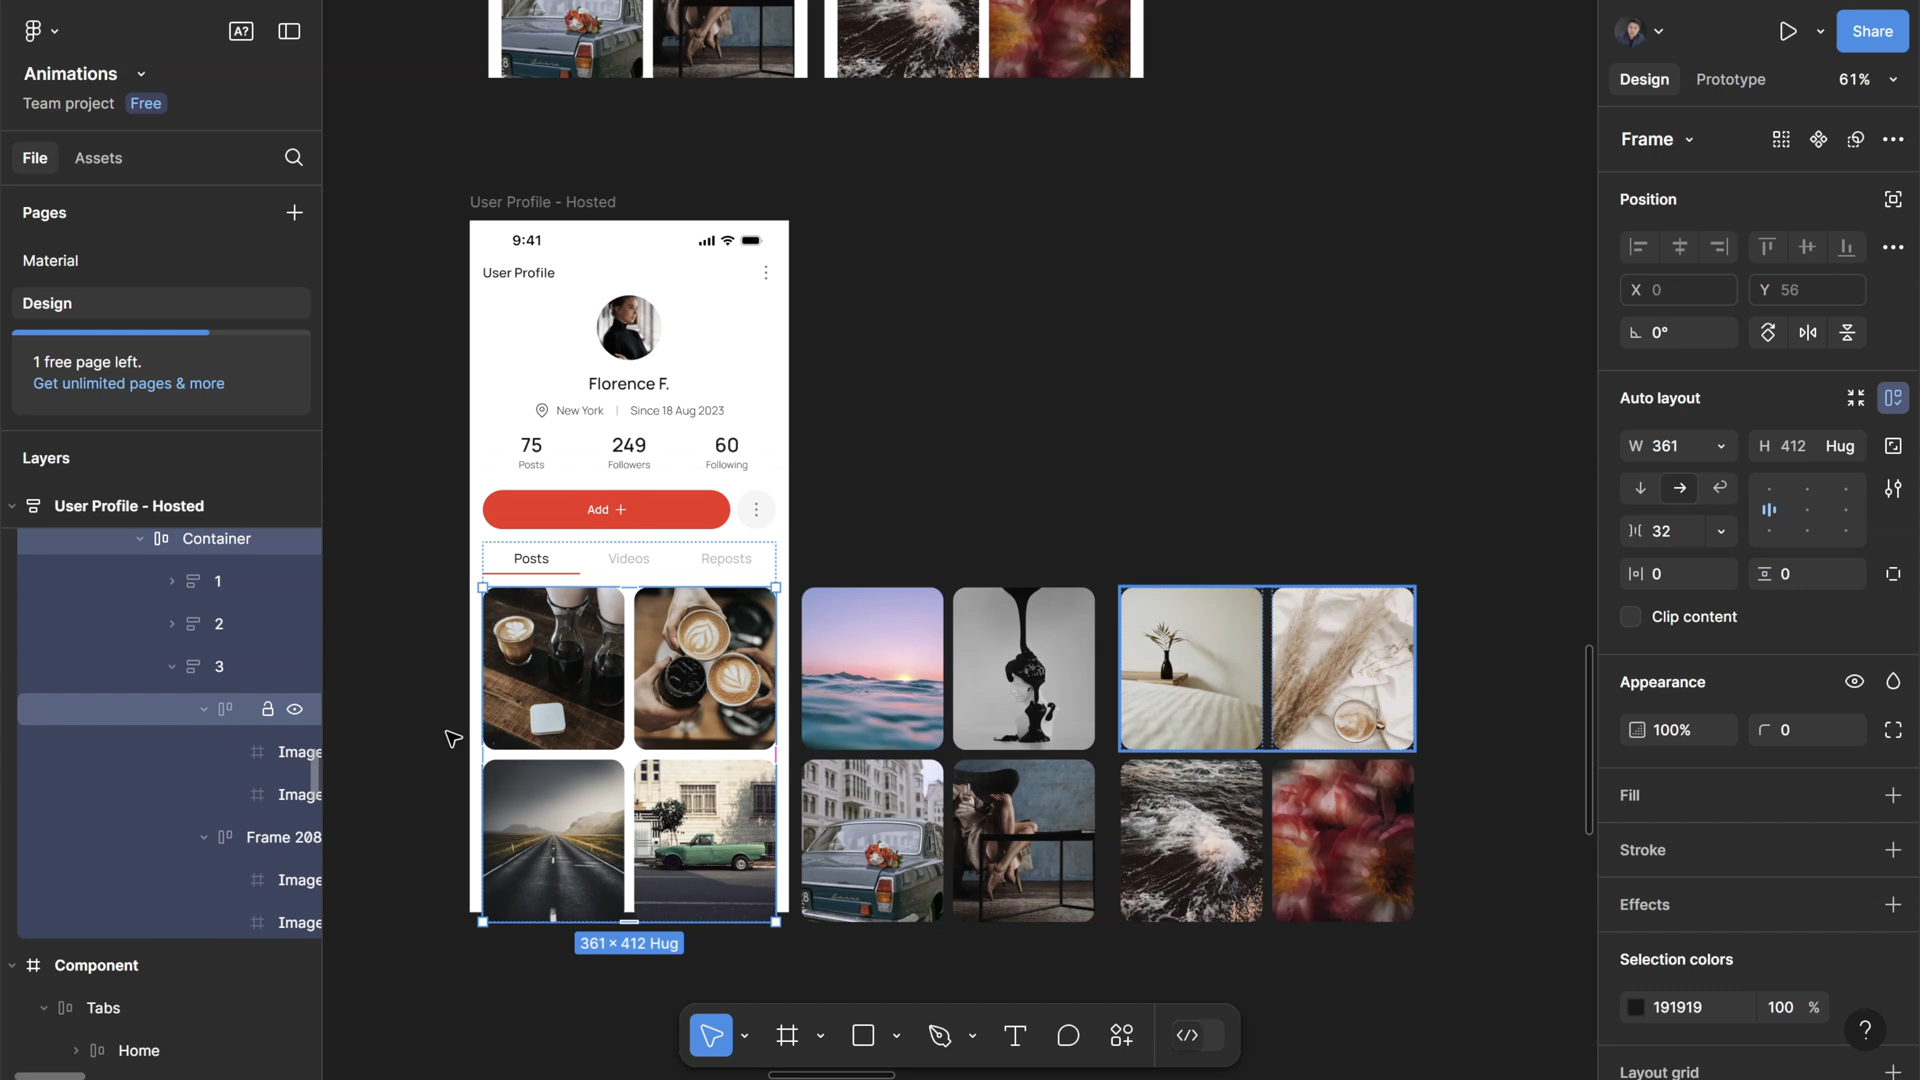 A?
Animations
Team project Free
File Assets
Pages
Material
Design
1 free page left.
Get unlimited pages & more
Layers
User Profile - Hosted
Container
1
2
3
Image
Image
Frame 208
Image
Image
Component
Tabs
Home
User Profile - Hosted
9:41
User Profile
Florence F.
New York | Since 18 Aug 2023
75 249 60
Posts Followers Following
Add +
Posts Videos Reposts
361 × 412 Hug
Share
Design Prototype 61%
Frame
Position
X 0 Y 56
0°
Auto layout
W 361 H 412 Hug
32
0 0
Clip content
Appearance
100% 0
Fill
Stroke
Effects
Selection colors
191919 100 %
?
Layout grid